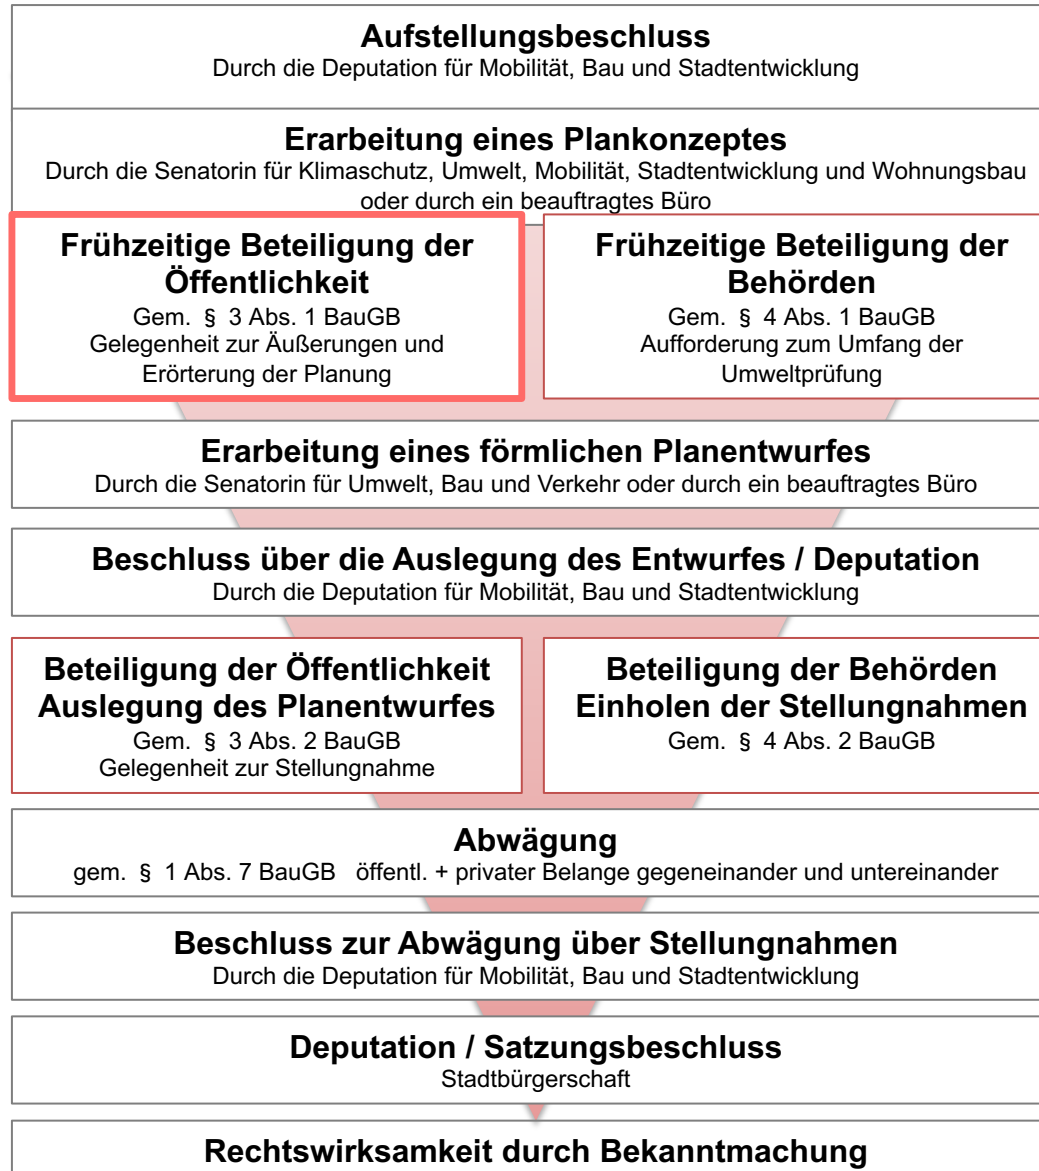 Aufstellungsbeschluss
Durch die Deputation für Mobilität, Bau und Stadtentwicklung
Erarbeitung eines Plankonzeptes
Durch die Senatorin für Klimaschutz, Umwelt, Mobilität, Stadtentwicklung und Wohnungsbau
oder durch ein beauftragtes Büro
Frühzeitige Beteiligung der
Öffentlichkeit
Gem. § 3 Abs. 1 BauGB
Gelegenheit zur Äußerungen und
Erörterung der Planung
Frühzeitige Beteiligung der
Behörden
Gem. § 4 Abs. 1 BauGB
Aufforderung zum Umfang der
Umweltprüfung
Erarbeitung eines förmlichen Planentwurfes
Durch die Senatorin für Umwelt, Bau und Verkehr oder durch ein beauftragtes Büro
Beschluss über die Auslegung des Entwurfes / Deputation
Durch die Deputation für Mobilität, Bau und Stadtentwicklung
Beteiligung der Öffentlichkeit
Auslegung des Planentwurfes
Gem. § 3 Abs. 2 BauGB
Gelegenheit zur Stellungnahme
Beteiligung der Behörden
Einholen der Stellungnahmen
Gem. § 4 Abs. 2 BauGB
Abwägung
gem. § 1 Abs. 7 BauGB öffentl. + privater Belange gegeneinander und untereinander
Beschluss zur Abwägung über Stellungnahmen
Durch die Deputation für Mobilität, Bau und Stadtentwicklung
Deputation / Satzungsbeschluss
Stadtbürgerschaft
Rechtswirksamkeit durch Bekanntmachung